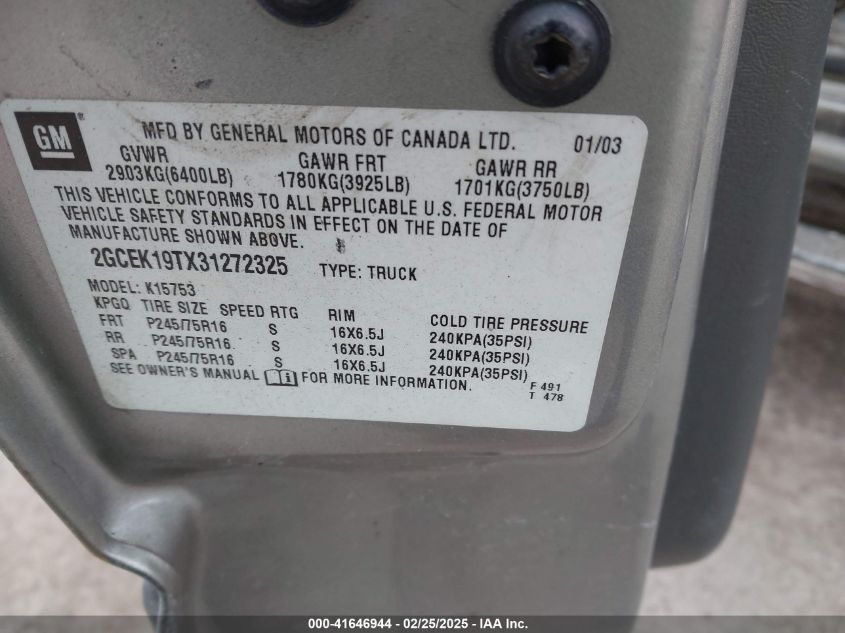 GM
MFD BY GENERAL MOTORS OF CANADA LTD. 01/03
GVWR GAWR FRT GAWR RR
2903KG(6400LB) 1780KG(3925LB) 1701KG(3750LB)
THIS VEHICLE CONFORMS TO ALL APPLICABLE U.S. FEDERAL MOTOR
VEHICLE SAFETY STANDARDS IN EFFECT ON THE DATE OF
MANUFACTURE SHOWN ABOVE.
2GCEK19TX31272325 TYPE: TRUCK
MODEL: K15753
KPGQ TIRE SIZE SPEED RTG RIM COLD TIRE PRESSURE
FRT P245/75R16 S 16X6.5J 240KPA(35PSI)
RR P245/75R16 S 16X6.5J 240KPA(35PSI)
SPA P245/75R16 S 16X6.5J 240KPA(35PSI)
SEE OWNER'S MANUAL FOR MORE INFORMATION.
F 491
T 478
000-41646944 / 02/25/2025 - IAA Inc.